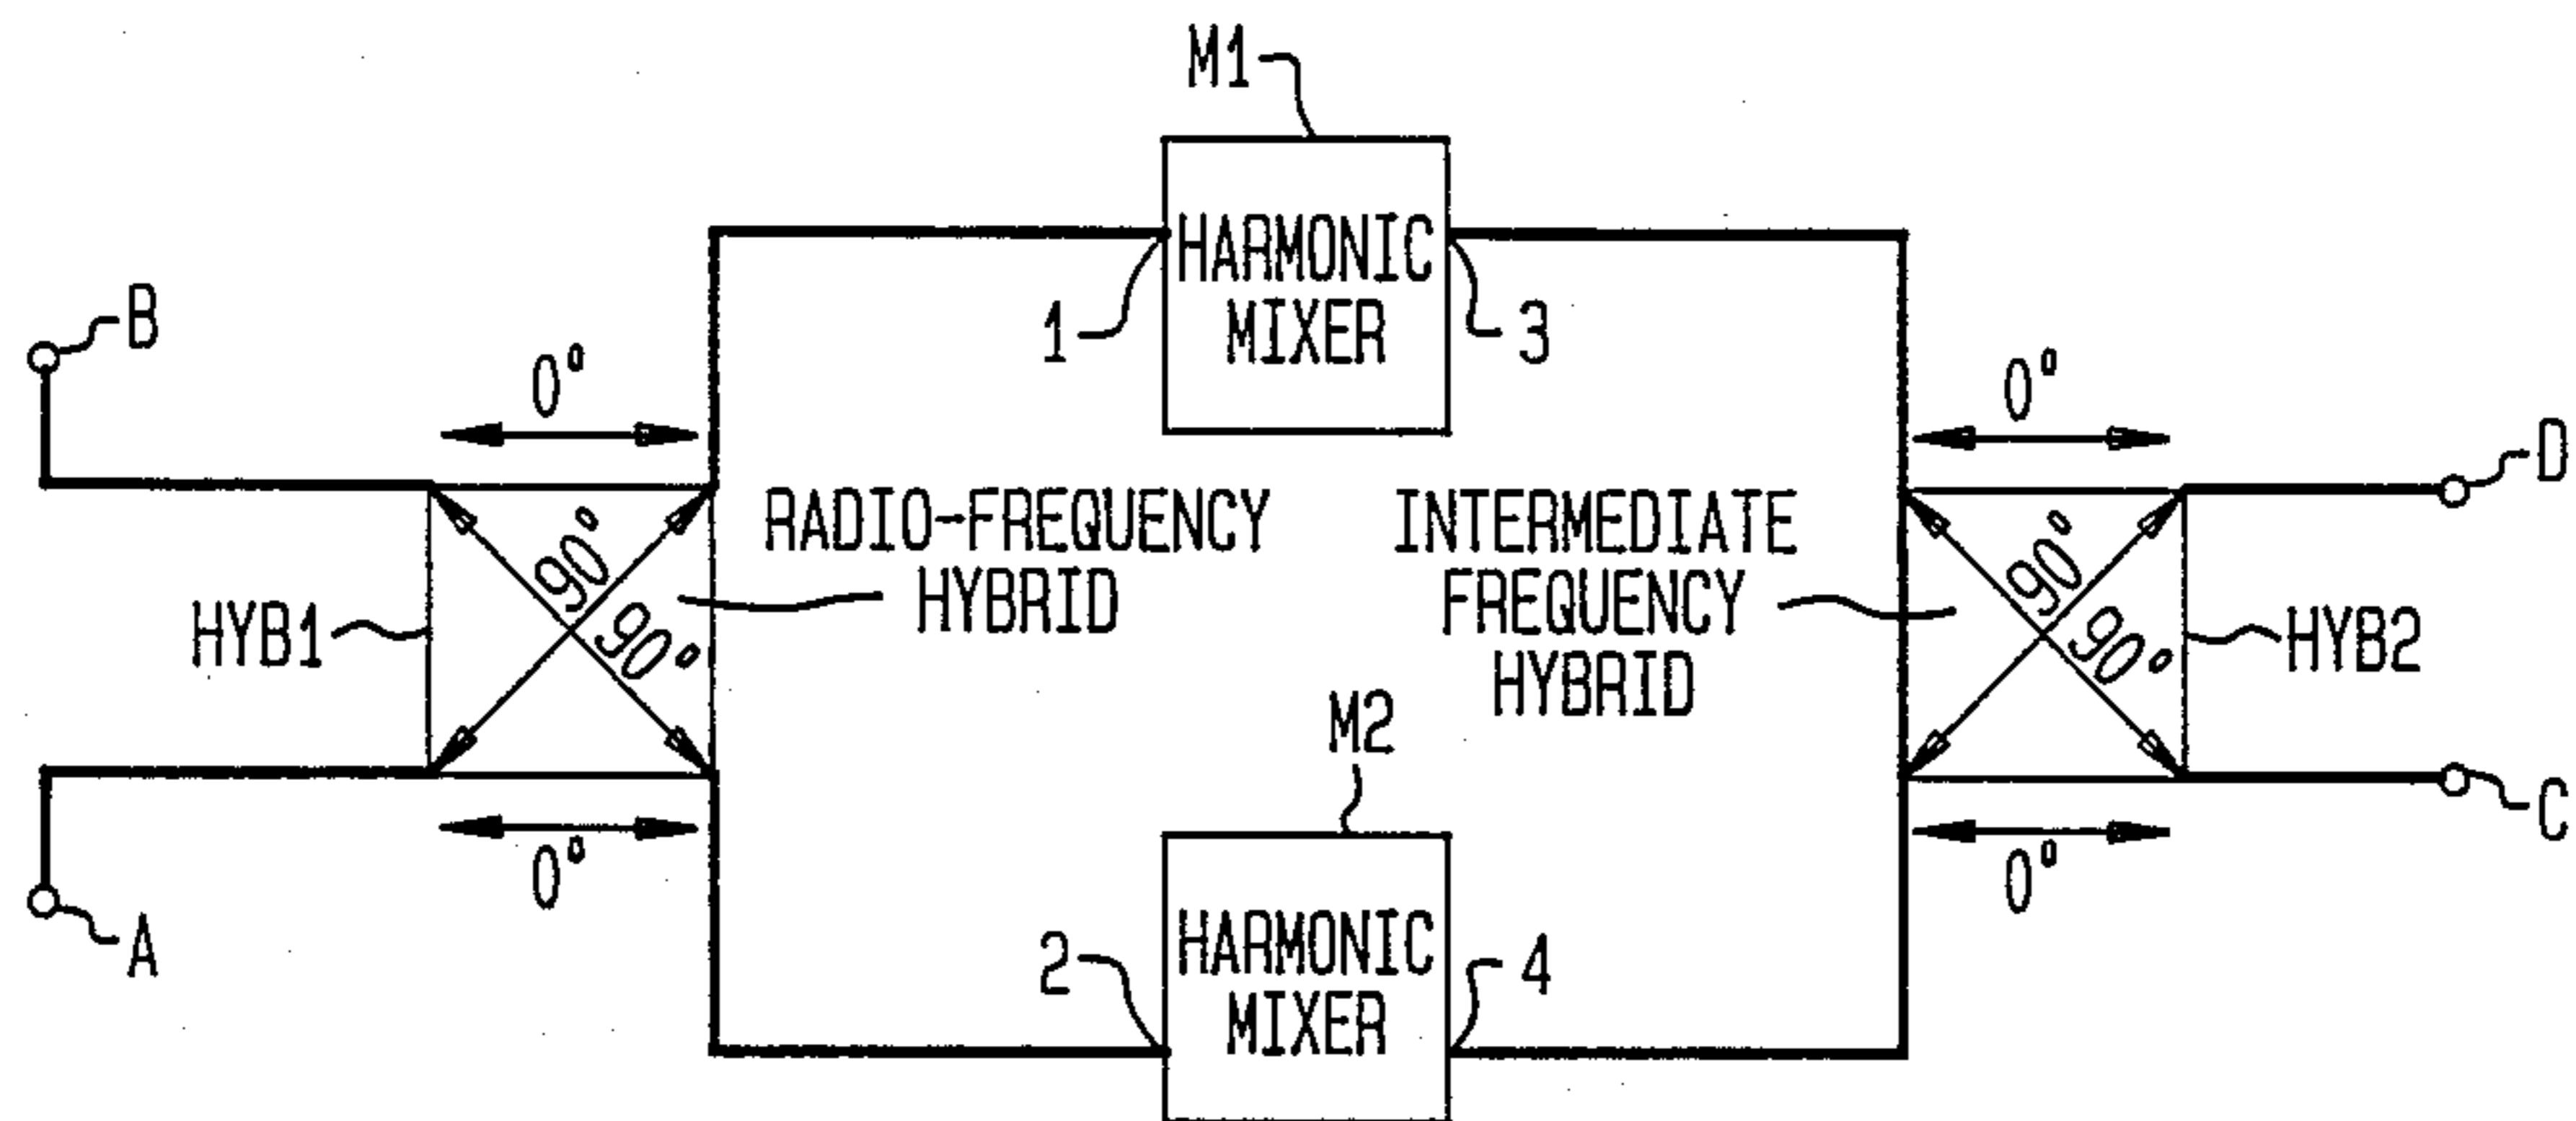 M1
HARMONIC
MIXER
1
3
B
0°
0°
D
RADIO-FREQUENCY
HYBRID
INTERMEDIATE
FREQUENCY
HYBRID
90°
90°
90°
90°
HYB1
HYB2
M2
A
0°
0°
C
HARMONIC
MIXER
2
4